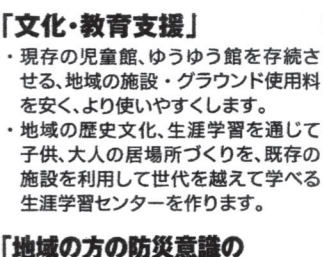 「文化・教育支援」
・現存の児童館、ゆうゆう館を存続さ
せる、地域の施設・グラウンド使用料
を安く、より使いやすくします。
・地域の歴史文化、生涯学習を通じて
子供、大人の居場所づくりを、既存の
施設を利用して世代を越えて学べる
生涯学習センターを作ります。
「地域の方の防災意識の